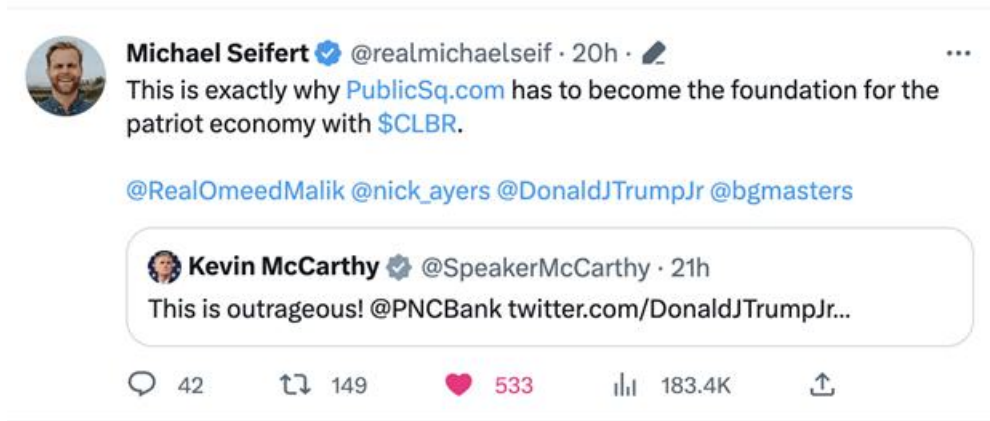 Michael Seifert @realmichaelseif · 20h ·
This is exactly why PublicSq.com has to become the foundation for the
patriot economy with $CLBR.
@RealOmeedMalik @nick_ayers @DonaldJTrumpJr @bgmasters
Kevin McCarthy @SpeakerMcCarthy · 21h
This is outrageous! @PNCBank twitter.com/DonaldJTrumpJr...
42 149 533 183.4K